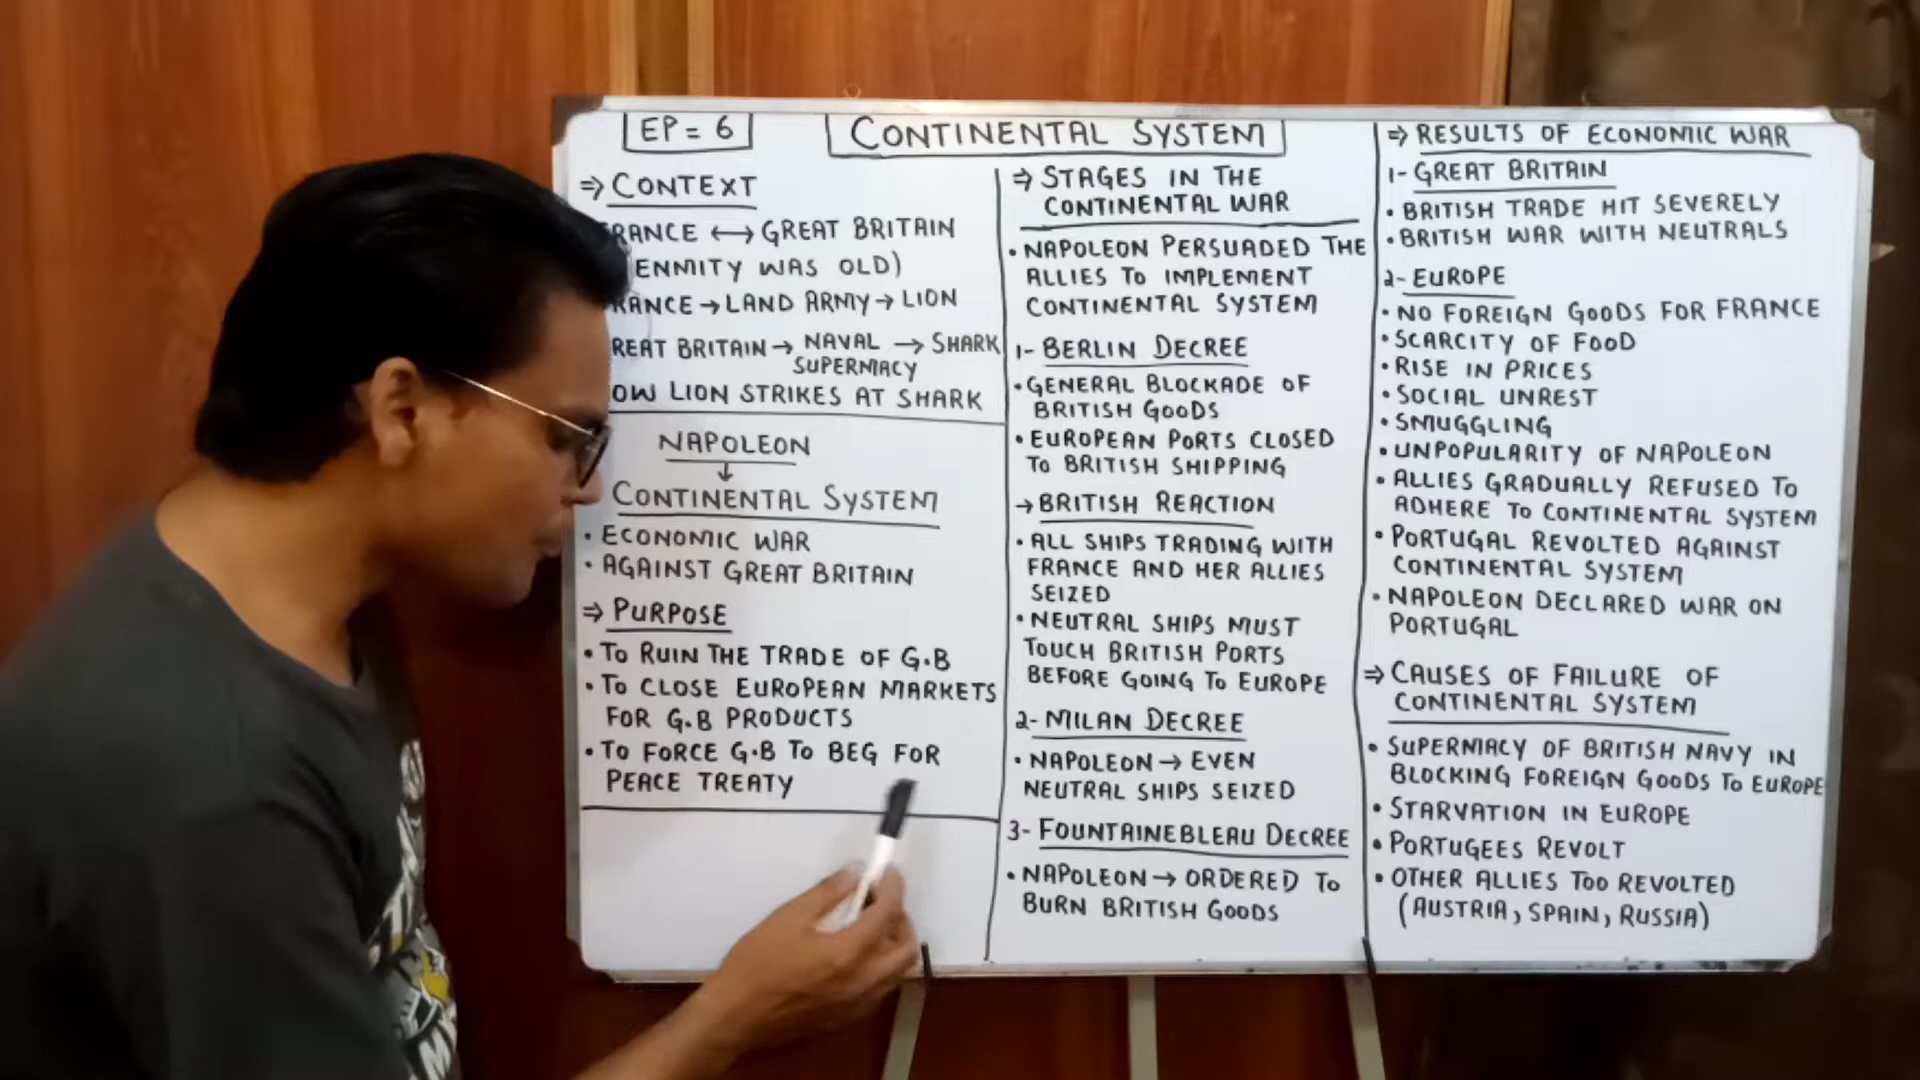 EP = 6
CONTINENTAL SYSTEM
⇒ CONTEXT
RANCE ↔ GREAT BRITAIN
ENMITY WAS OLD)
RANCE → LAND ARMY → LION
REAT BRITAIN → NAVAL → SHARK
SUPERMACY
OW LION STRIKES AT SHARK
NAPOLEON
↓
CONTINENTAL SYSTEM
• ECONOMIC WAR
• AGAINST GREAT BRITAIN
⇒ PURPOSE
• TO RUIN THE TRADE OF G.B
• TO CLOSE EUROPEAN MARKETS
FOR G.B PRODUCTS
• TO FORCE G.B TO BEG FOR
PEACE TREATY
⇒ STAGES IN THE
CONTINENTAL WAR
• NAPOLEON PERSUADED THE
ALLIES TO IMPLEMENT
CONTINENTAL SYSTEM
1- BERLIN DECREE
• GENERAL BLOCKADE OF
BRITISH GOODS
• EUROPEAN PORTS CLOSED
TO BRITISH SHIPPING
→ BRITISH REACTION
• ALL SHIPS TRADING WITH
FRANCE AND HER ALLIES
SEIZED
• NEUTRAL SHIPS MUST
TOUCH BRITISH PORTS
BEFORE GOING TO EUROPE
2- MILAN DECREE
• NAPOLEON → EVEN
NEUTRAL SHIPS SEIZED
3- FOUNTAINEBLEAU DECREE
• NAPOLEON → ORDERED TO
BURN BRITISH GOODS
⇒ RESULTS OF ECONOMIC WAR
1- GREAT BRITAIN
• BRITISH TRADE HIT SEVERELY
• BRITISH WAR WITH NEUTRALS
2- EUROPE
• NO FOREIGN GOODS FOR FRANCE
• SCARCITY OF FOOD
• RISE IN PRICES
• SOCIAL UNREST
• SMUGGLING
• UNPOPULARITY OF NAPOLEON
• ALLIES GRADUALLY REFUSED TO
ADHERE TO CONTINENTAL SYSTEM
• PORTUGAL REVOLTED AGAINST
CONTINENTAL SYSTEM
• NAPOLEON DECLARED WAR ON
PORTUGAL
⇒ CAUSES OF FAILURE OF
CONTINENTAL SYSTEM
• SUPERMACY OF BRITISH NAVY IN
BLOCKING FOREIGN GOODS TO EUROPE
• STARVATION IN EUROPE
• PORTUGEES REVOLT
• OTHER ALLIES TOO REVOLTED
(AUSTRIA, SPAIN, RUSSIA)